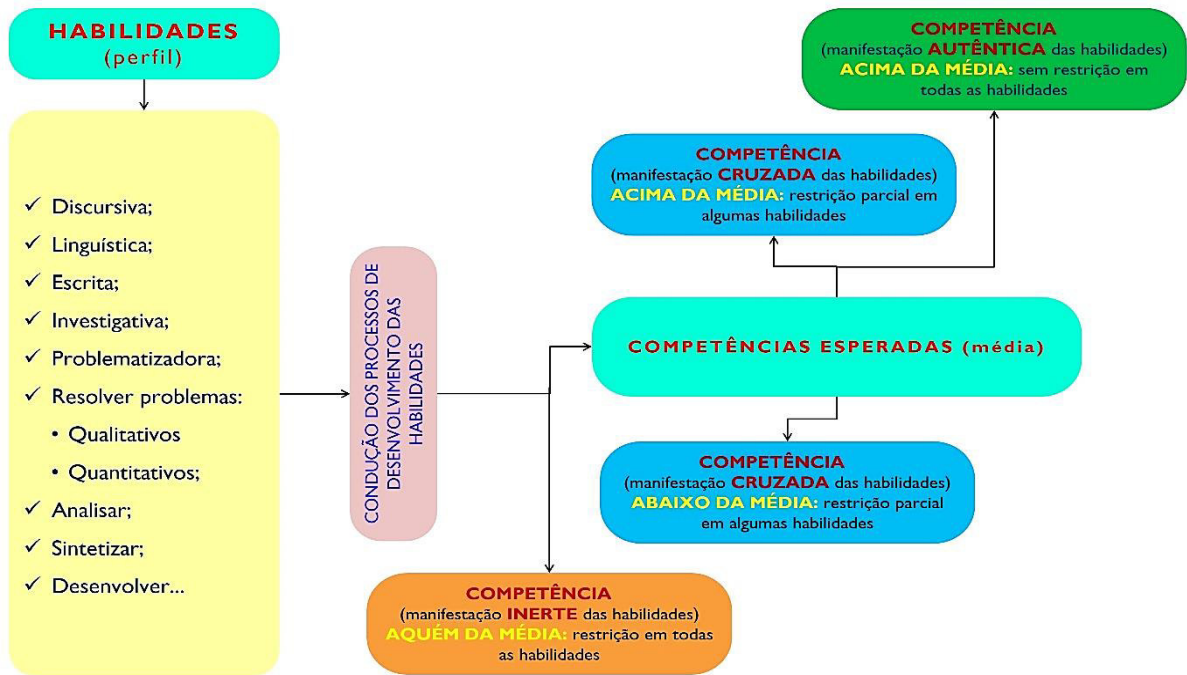 HABILIDADES
(perfil)
✓ Discursiva;
✓ Linguística;
✓ Escrita;
✓ Investigativa;
✓ Problematizadora;
✓ Resolver problemas:
• Qualitativos
• Quantitativos;
✓ Analisar;
✓ Sintetizar;
✓ Desenvolver...
CONDUÇÃO DOS PROCESSOS DE
DESENVOLVIMENTO DAS
HABILIDADES
COMPETÊNCIA
(manifestação AUTÊNTICA das habilidades)
ACIMA DA MÉDIA: sem restrição em
todas as habilidades
COMPETÊNCIA
(manifestação CRUZADA das habilidades)
ACIMA DA MÉDIA: restrição parcial em
algumas habilidades
COMPETÊNCIAS ESPERADAS (média)
COMPETÊNCIA
(manifestação CRUZADA das habilidades)
ABAIXO DA MÉDIA: restrição parcial
em algumas habilidades
COMPETÊNCIA
(manifestação INERTE das habilidades)
AQUÉM DA MÉDIA: restrição em todas
as habilidades